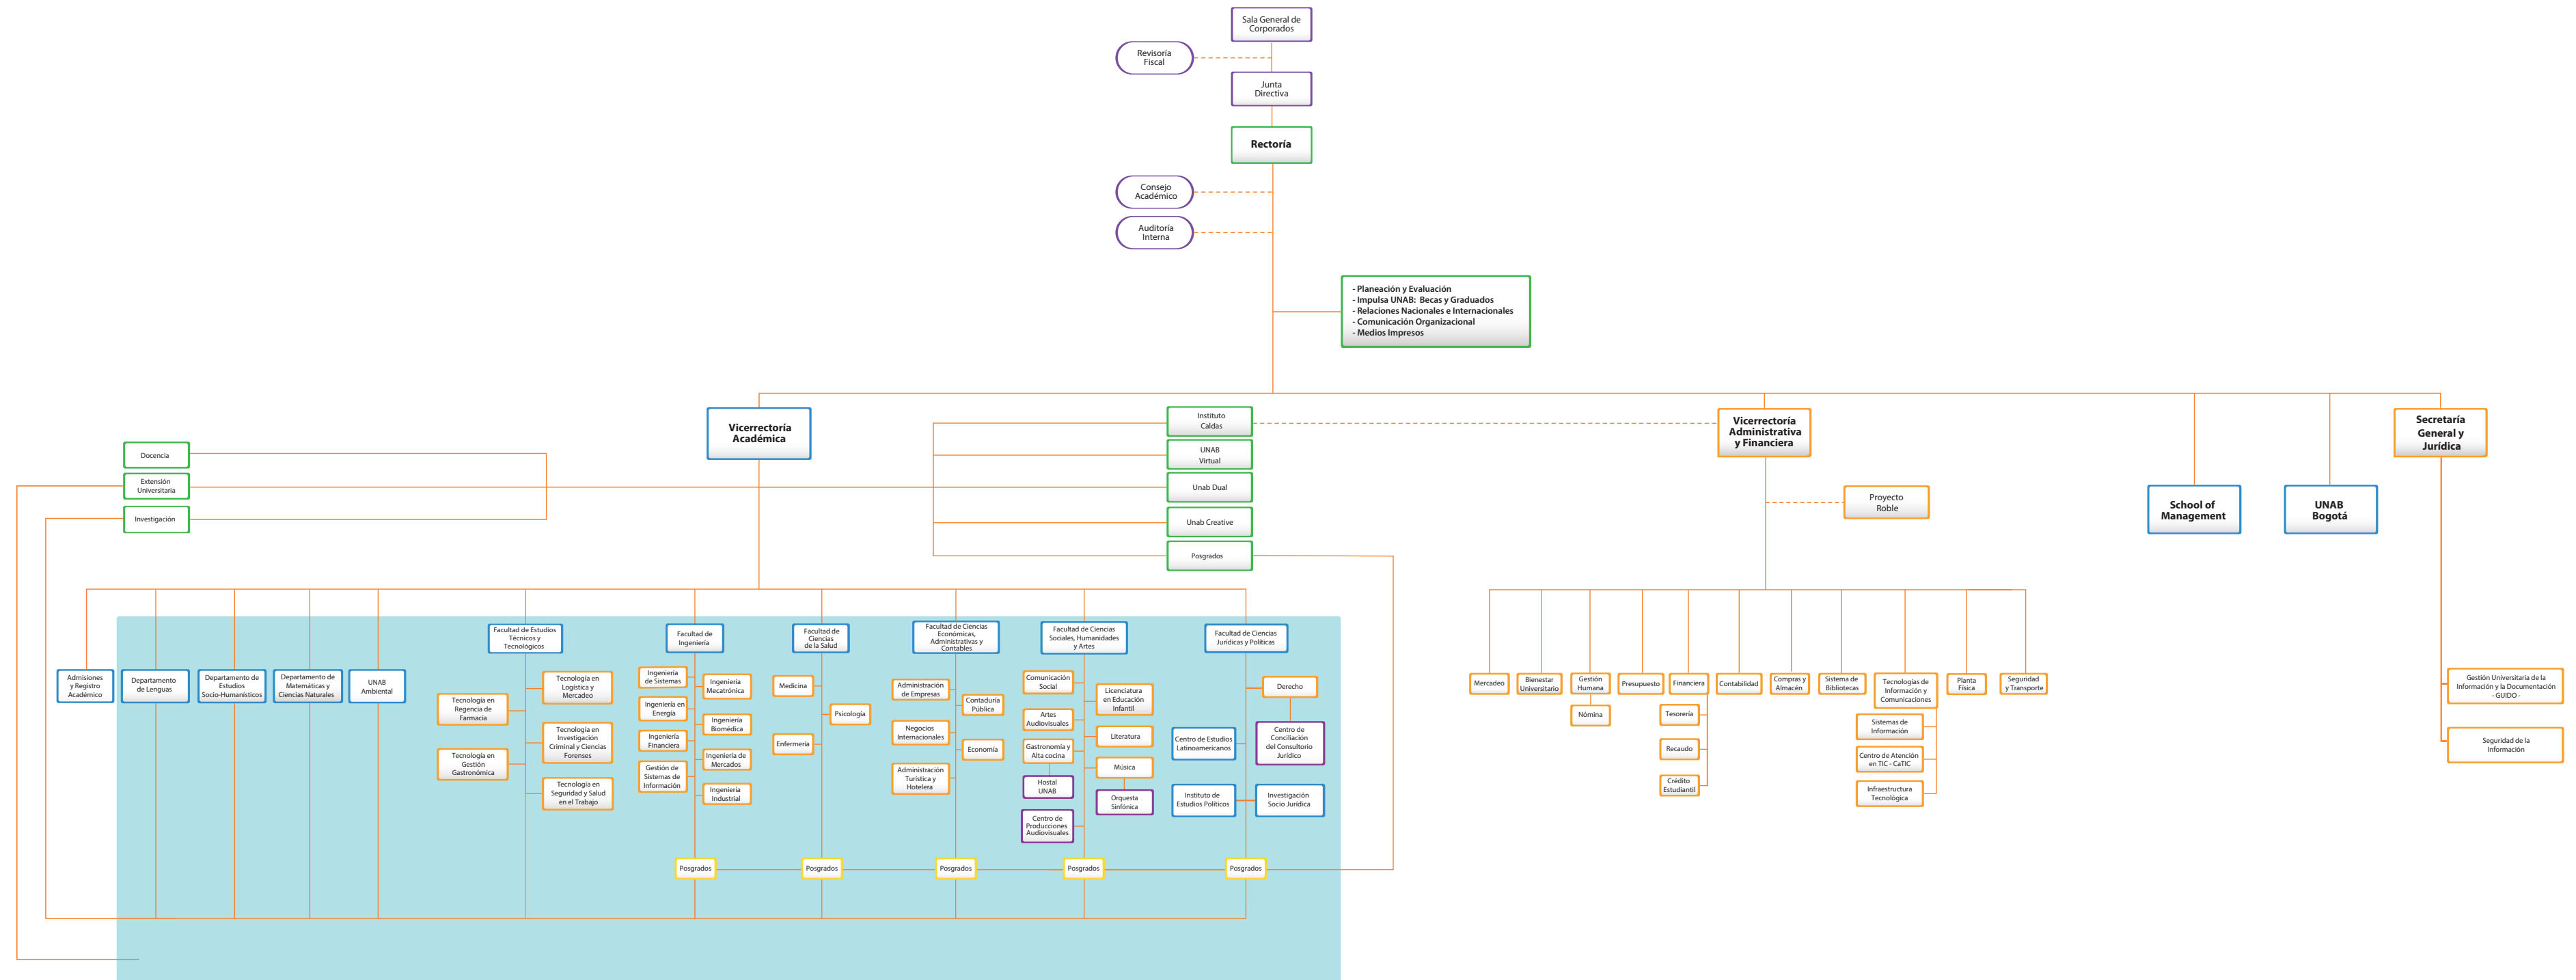 Sala General de
Corporados
Revisoría
Fiscal
Junta
Directiva
Rectoría
Consejo
Académico
Auditoría
Interna
- Planeación y Evaluación
- Impulsa UNAB: Becas y Graduados
- Relaciones Nacionales e Internacionales
- Comunicación Organizacional
- Medios Impresos
Vicerrectoría
Académica
Instituto
Caldas
UNAB
Virtual
Unab Dual
Unab Creative
Posgrados
Vicerrectoría
Administrativa
y Financiera
Proyecto
Roble
School of
Management
UNAB
Bogotá
Secretaría
General y
Jurídica
Docencia
Extensión
Universitaria
Investigación
Admisiones
y Registro
Académico
Departamento
de Lenguas
Departamento de
Estudios
Socio-Humanísticos
Departamento de
Matemáticas y
Ciencias Naturales
UNAB
Ambiental
Facultad de Estudios
Técnicos y
Tecnológicos
Tecnología en
Logística y
Mercadeo
Tecnología en
Regencia de
Farmacia
Tecnología en
Investigación
Criminal y Ciencias
Forenses
Tecnología en
Gestión
Gastronómica
Tecnología en
Seguridad y Salud
en el Trabajo
Facultad de
Ingeniería
Ingeniería
de Sistemas
Ingeniería
Mecatrónica
Ingeniería en
Energía
Ingeniería
Biomédica
Ingeniería
Financiera
Ingeniería de
Mercados
Gestión de
Sistemas de
Información
Ingeniería
Industrial
Posgrados
Facultad de
Ciencias
de la Salud
Medicina
Psicología
Enfermería
Posgrados
Facultad de Ciencias
Económicas,
Administrativas y
Contables
Administración
de Empresas
Contaduría
Pública
Negocios
Internacionales
Economía
Administración
Turística y
Hotelera
Posgrados
Facultad de Ciencias
Sociales, Humanidades
y Artes
Comunicación
Social
Licenciatura
en Educación
Infantil
Artes
Audiovisuales
Literatura
Gastronomía y
Alta cocina
Música
Hostal
UNAB
Orquesta
Sinfónica
Centro de
Producciones
Audiovisuales
Posgrados
Facultad de Ciencias
Jurídicas y Políticas
Derecho
Centro de Estudios
Latinoamericanos
Centro de
Conciliación
del Consultorio
Jurídico
Instituto de
Estudios Políticos
Investigación
Socio Jurídica
Posgrados
Mercadeo
Bienestar
Universitario
Gestión
Humana
Nómina
Presupuesto
Financiera
Tesorería
Recaudo
Crédito
Estudiantil
Contabilidad
Compras y
Almacén
Sistema de
Bibliotecas
Tecnologías de
Información y
Comunicaciones
Sistemas de
Información
Centro de Atención
en TIC - CaTIC
Infraestructura
Tecnológica
Planta
Física
Seguridad
y Transporte
Gestión Universitaria de la
Información y la Documentación
- GUIDO -
Seguridad de la
Información